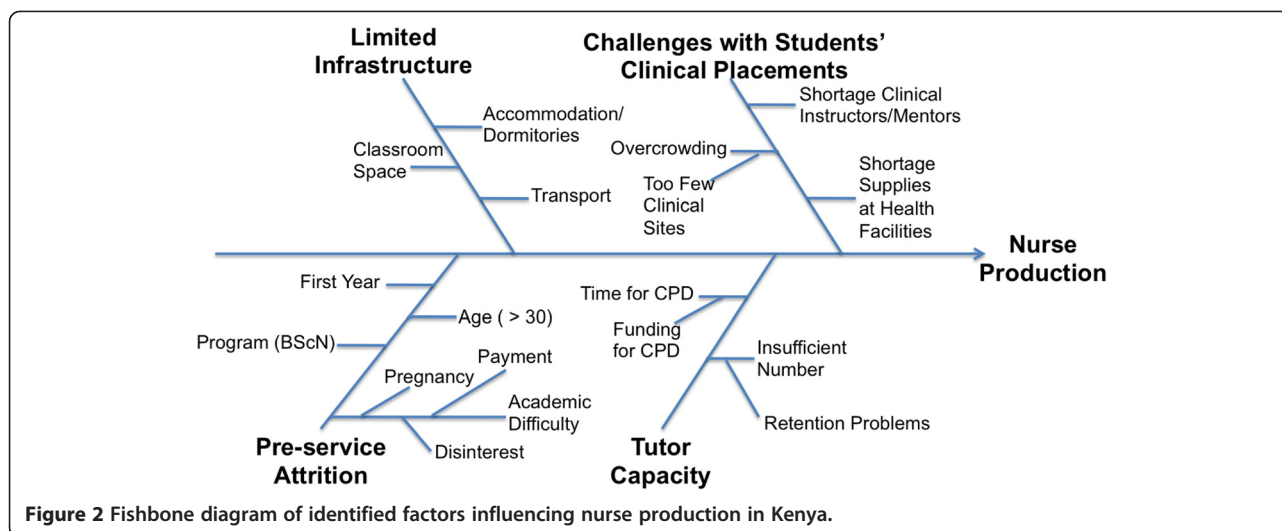 Limited
Infrastructure
Challenges with Students'
Clinical Placements
Accommodation/
Dormitories
Classroom
Space
Transport
Shortage Clinical
Instructors/Mentors
Overcrowding
Too Few
Clinical
Sites
Shortage
Supplies
at Health
Facilities
Nurse
Production
First Year
Age ( > 30)
Program (BScN)
Payment
Pregnancy
Academic
Difficulty
Disinterest
Pre-service
Attrition
Time for CPD
Funding
for CPD
Insufficient
Number
Retention Problems
Tutor
Capacity
Figure 2 Fishbone diagram of identified factors influencing nurse production in Kenya.